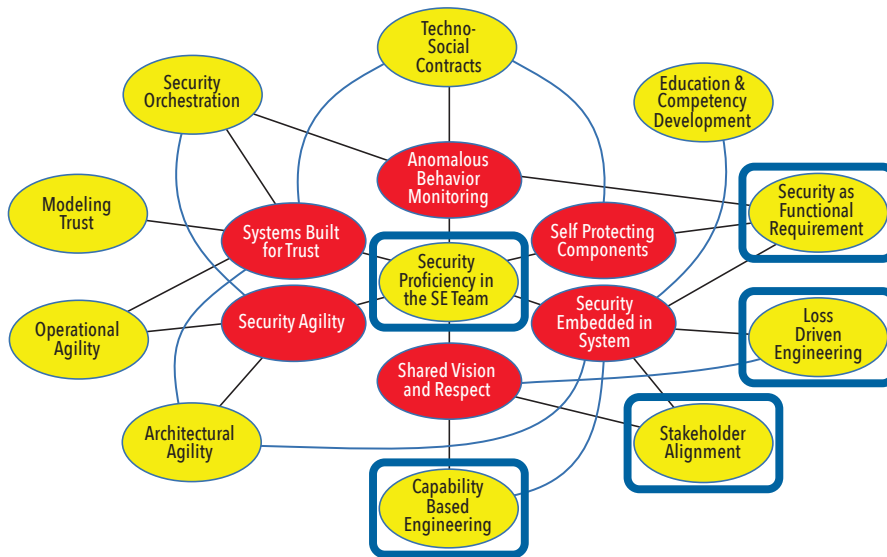 Techno-
Social
Contracts
Security
Orchestration
Education &
Competency
Development
Anomalous
Behavior
Monitoring
Modeling
Trust
Security as
Functional
Requirement
Systems Built
for Trust
Self Protecting
Components
Security
Proficiency in
the SE Team
Operational
Agility
Security Agility
Security
Embedded in
System
Loss
Driven
Engineering
Shared Vision
and Respect
Architectural
Agility
Stakeholder
Alignment
Capability
Based
Engineering